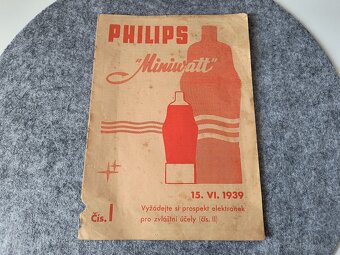 PHILIPS
"Miniwatt"
15. VI. 1939
Vyžádejte si prospekt elektronek
pro zvláštní účely (čís. II)
Čís. I